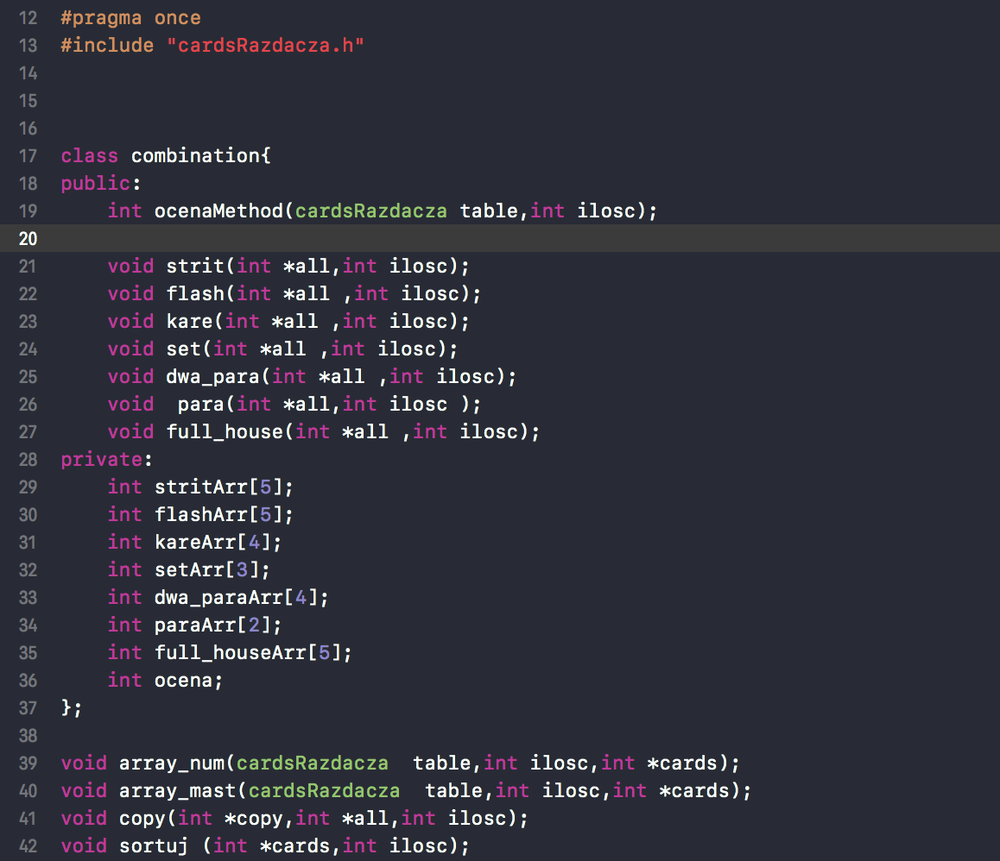 12 #pragma once
13 #include "cardsRazdacza.h"
14
15
16
17 class combination{
18 public:
19     int ocenaMethod(cardsRazdacza table,int ilosc);
20
21     void strit(int *all,int ilosc);
22     void flash(int *all ,int ilosc);
23     void kare(int *all ,int ilosc);
24     void set(int *all ,int ilosc);
25     void dwa_para(int *all ,int ilosc);
26     void  para(int *all,int ilosc );
27     void full_house(int *all ,int ilosc);
28 private:
29     int stritArr[5];
30     int flashArr[5];
31     int kareArr[4];
32     int setArr[3];
33     int dwa_paraArr[4];
34     int paraArr[2];
35     int full_houseArr[5];
36     int ocena;
37 };
38
39 void array_num(cardsRazdacza  table,int ilosc,int *cards);
40 void array_mast(cardsRazdacza  table,int ilosc,int *cards);
41 void copy(int *copy,int *all,int ilosc);
42 void sortuj (int *cards,int ilosc);